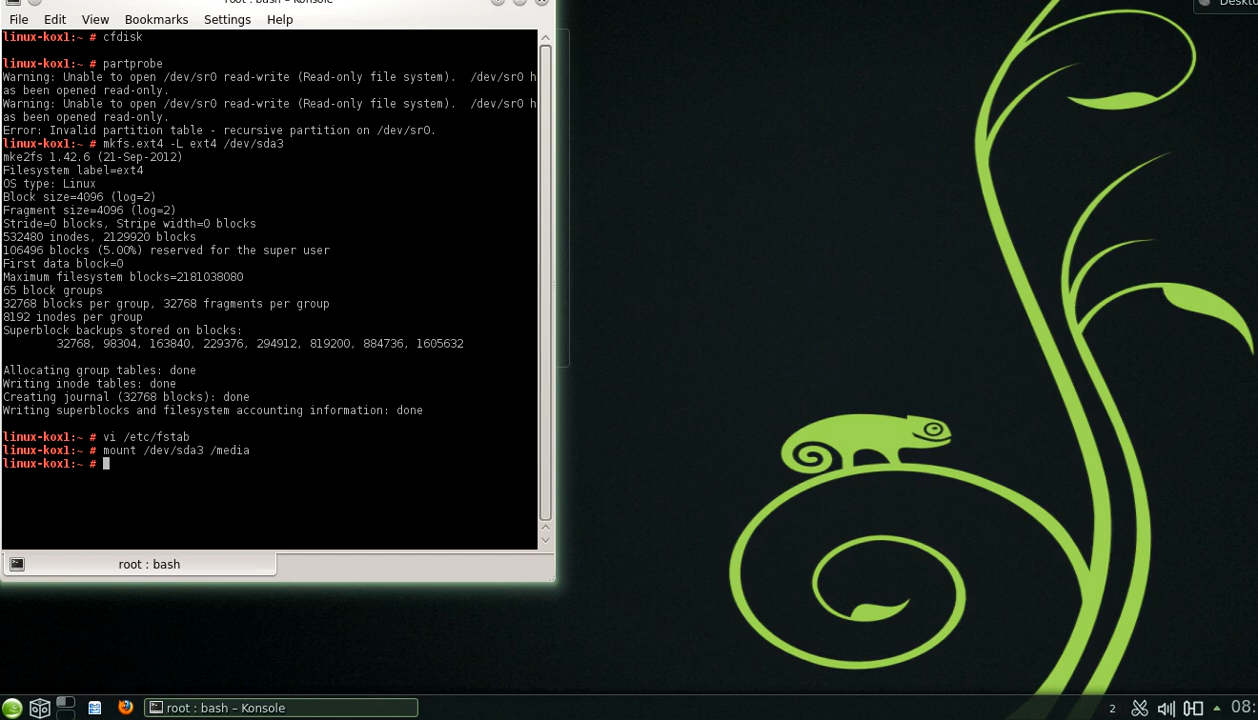 root : bash – Konsole
Desktop
File Edit View Bookmarks Settings Help
linux-kox1:~ # cfdisk
linux-kox1:~ # partprobe
Warning: Unable to open /dev/sr0 read-write (Read-only file system).  /dev/sr0 h
as been opened read-only.
Warning: Unable to open /dev/sr0 read-write (Read-only file system).  /dev/sr0 h
as been opened read-only.
Error: Invalid partition table - recursive partition on /dev/sr0.
linux-kox1:~ # mkfs.ext4 -L ext4 /dev/sda3
mke2fs 1.42.6 (21-Sep-2012)
Filesystem label=ext4
OS type: Linux
Block size=4096 (log=2)
Fragment size=4096 (log=2)
Stride=0 blocks, Stripe width=0 blocks
532480 inodes, 2129920 blocks
106496 blocks (5.00%) reserved for the super user
First data block=0
Maximum filesystem blocks=2181038080
65 block groups
32768 blocks per group, 32768 fragments per group
8192 inodes per group
Superblock backups stored on blocks:
32768, 98304, 163840, 229376, 294912, 819200, 884736, 1605632
Allocating group tables: done
Writing inode tables: done
Creating journal (32768 blocks): done
Writing superblocks and filesystem accounting information: done
linux-kox1:~ # vi /etc/fstab
linux-kox1:~ # mount /dev/sda3 /media
linux-kox1:~ #
root : bash
root : bash – Konsole
2
08: